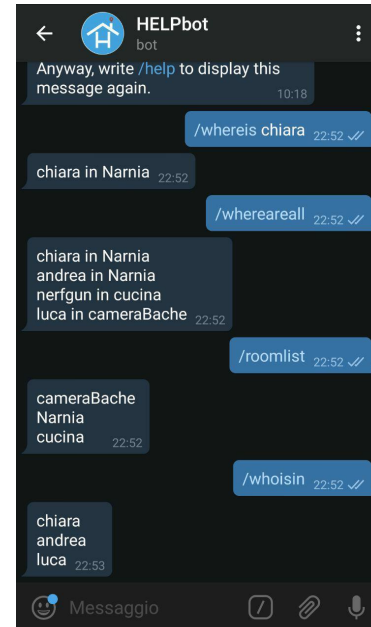 HELPbot
bot
Anyway, write /help to display this
message again.
10:18
/whereis chiara 22:52
chiara in Narnia 22:52
/whereareall 22:52
chiara in Narnia
andrea in Narnia
nerfgun in cucina
luca in cameraBache 22:52
/roomlist 22:52
cameraBache
Narnia
cucina 22:52
/whoisin 22:52
chiara
andrea
luca 22:53
Messaggio